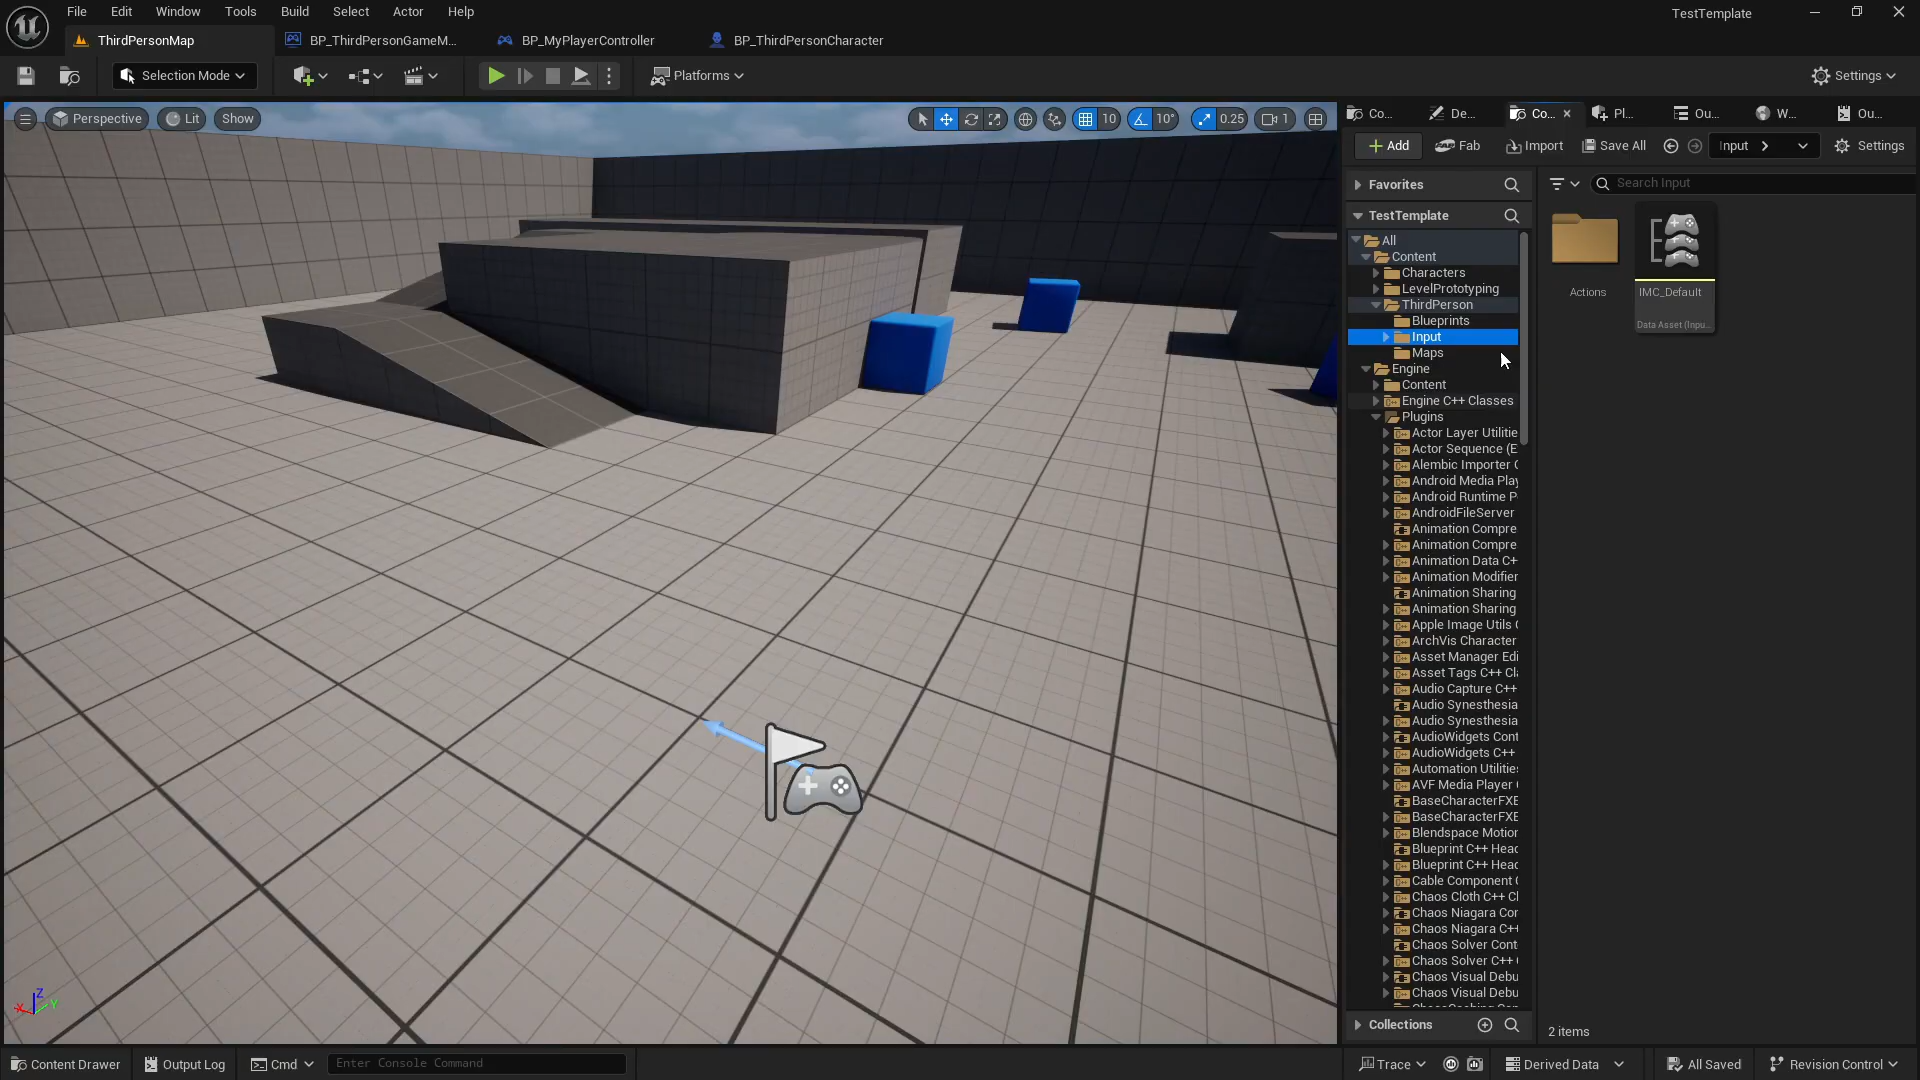 File Edit Window Tools Build Select Actor Help
TestTemplate
ThirdPersonMap
BP_ThirdPersonGameM...
BP_MyPlayerController
BP_ThirdPersonCharacter
Selection Mode
Platforms
Settings
Perspective
Lit
Show
10
10°
0.25
1
Co...
De...
Co...
Pl...
Ou...
W...
Ou...
Add
Fab
Import
Save All
Input
Settings
Favorites
Search Input
TestTemplate
All
Content
Characters
LevelPrototyping
ThirdPerson
Blueprints
Input
Maps
Engine
Content
Engine C++ Classes
Plugins
Actor Layer Utilitie
Actor Sequence (E
Alembic Importer C
Android Media Play
Android Runtime P
AndroidFileServer
Animation Compre
Animation Compre
Animation Data C+
Animation Modifier
Animation Sharing
Animation Sharing
Apple Image Utils C
ArchVis Character
Asset Manager Edi
Asset Tags C++ Cla
Audio Capture C++
Audio Synesthesia
Audio Synesthesia
AudioWidgets Cont
AudioWidgets C++
Automation Utilities
AVF Media Player
BaseCharacterFXE
BaseCharacterFXE
Blendspace Motion
Blueprint C++ Head
Blueprint C++ Head
Cable Component C
Chaos Cloth C++ Cl
Chaos Niagara Con
Chaos Niagara C++
Chaos Solver Cont
Chaos Solver C++
Chaos Visual Debu
Chaos Visual Debu
Actions
IMC_Default
Data Asset (Inpu...
Collections
2 items
X
Y
Z
Content Drawer
Output Log
Cmd
Enter Console Command
Trace
Derived Data
All Saved
Revision Control